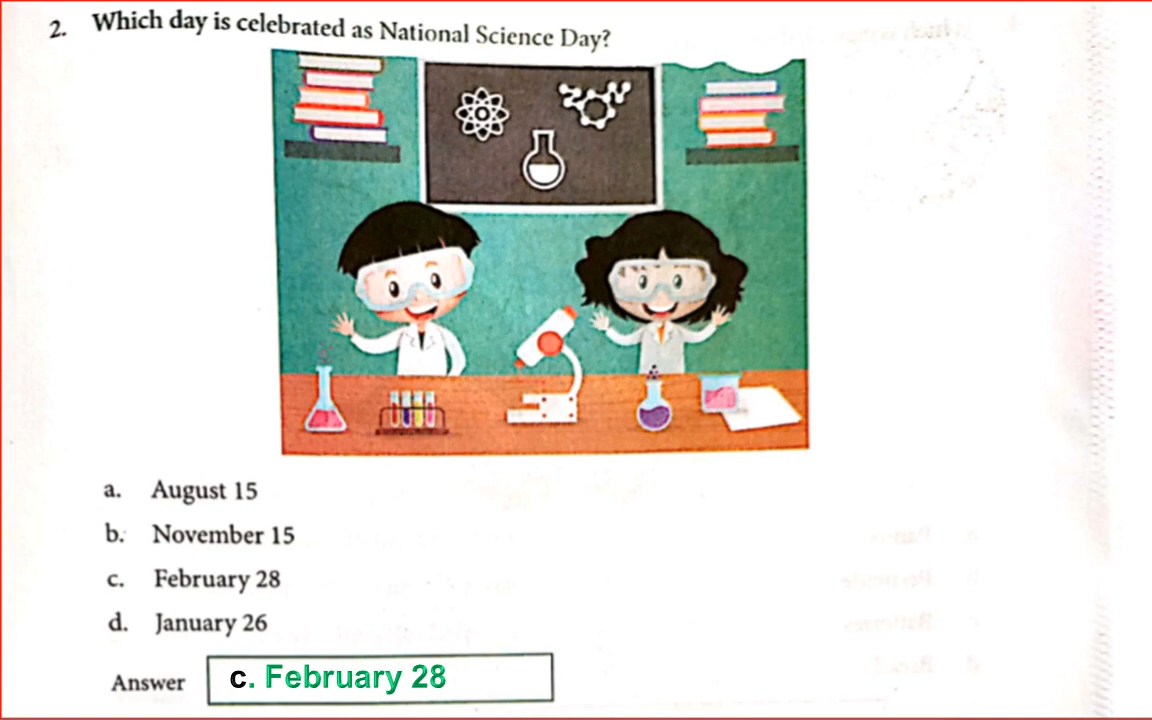 2. Which day is celebrated as National Science Day?
a. August 15
b. November 15
c. February 28
d. January 26
Answer c. February 28